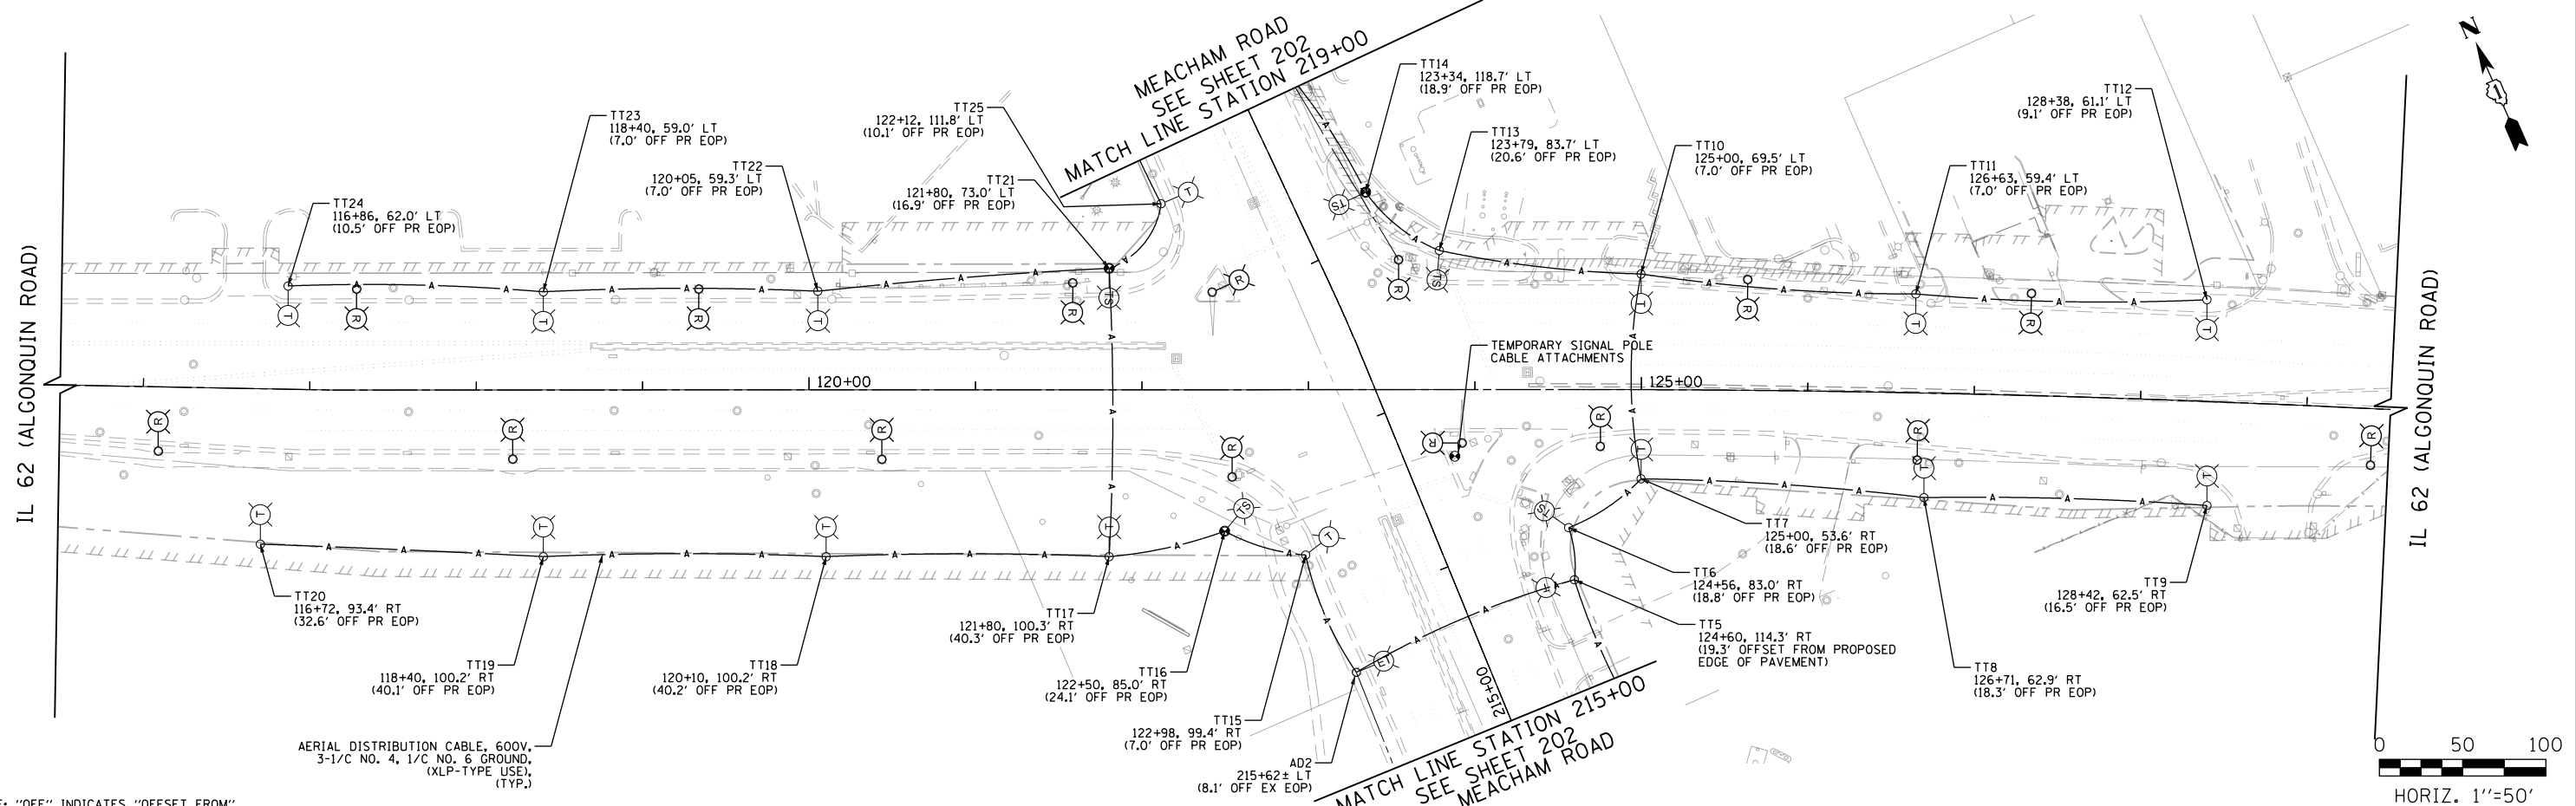 MEACHAM ROAD
SEE SHEET 202
MATCH LINE STATION 219+00
N
1
TT14
123+34, 118.7' LT
(18.9' OFF PR EOP)
TT12
128+38, 61.1' LT
(9.1' OFF PR EOP)
TT25
122+12, 111.8' LT
(10.1' OFF PR EOP)
TT23
118+40, 59.0' LT
(7.0' OFF PR EOP)
TT13
123+79, 83.7' LT
(20.6' OFF PR EOP)
TT10
125+00, 69.5' LT
(7.0' OFF PR EOP)
TT22
120+05, 59.3' LT
(7.0' OFF PR EOP)
TT21
121+80, 73.0' LT
(16.9' OFF PR EOP)
TT11
126+63, 59.4' LT
(7.0' OFF PR EOP)
TT24
116+86, 62.0' LT
(10.5' OFF PR EOP)
T
TS
A A A A A A A A A
T R T R T R TS R
TS R T R T R T
A A A A A A A A
IL 62 (ALGONQUIN ROAD)
IL 62 (ALGONQUIN ROAD)
TEMPORARY SIGNAL POLE
CABLE ATTACHMENTS
120+00
125+00
R R R R R R R R
T T T T TS T TS T T T
A A A A A A A A A A A
TT7
125+00, 53.6' RT
(18.6' OFF PR EOP)
TT6
124+56, 83.0' RT
(18.8' OFF PR EOP)
TT9
128+42, 62.5' RT
(16.5' OFF PR EOP)
TT20
116+72, 93.4' RT
(32.6' OFF PR EOP)
TT17
121+80, 100.3' RT
(40.3' OFF PR EOP)
TT5
124+60, 114.3' RT
(19.3' OFFSET FROM PROPOSED
EDGE OF PAVEMENT)
TT19
118+40, 100.2' RT
(40.1' OFF PR EOP)
TT18
120+10, 100.2' RT
(40.2' OFF PR EOP)
TT16
122+50, 85.0' RT
(24.1' OFF PR EOP)
TT8
126+71, 62.9' RT
(18.3' OFF PR EOP)
ET
215+00
TT15
122+98, 99.4' RT
(7.0' OFF PR EOP)
AERIAL DISTRIBUTION CABLE, 600V,
3-1/C NO. 4, 1/C NO. 6 GROUND,
(XLP-TYPE USE),
(TYP.)
AD2
215+62± LT
(8.1' OFF EX EOP)
MATCH LINE STATION 215+00
SEE SHEET 202
MEACHAM ROAD
0 50 100
HORIZ. 1"=50'
"OFF" INDICATES "OFFSET FROM"